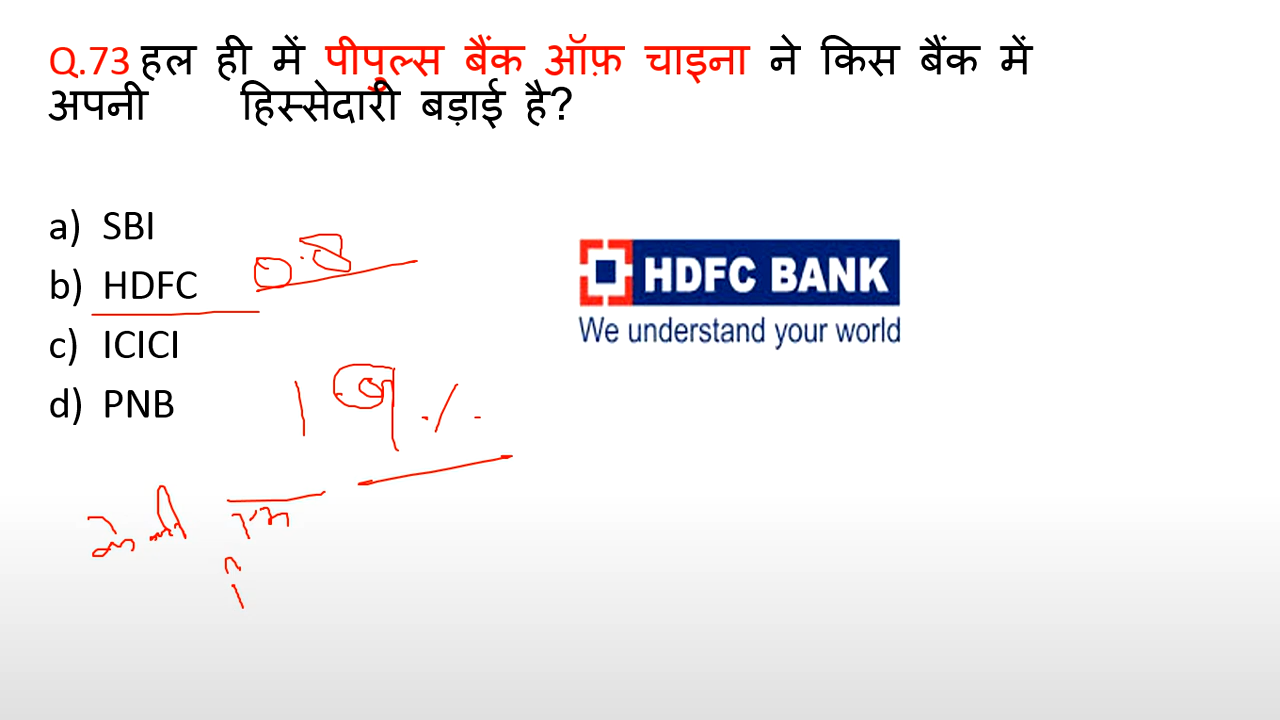 Q.73 हल ही में पीपुल्स बैंक ऑफ़ चाइना ने किस बैंक में
अपनी हिस्सेदारी बड़ाई है?
a) SBI
b) HDFC
0.8
c) ICICI
d) PNB
HDFC BANK
We understand your world